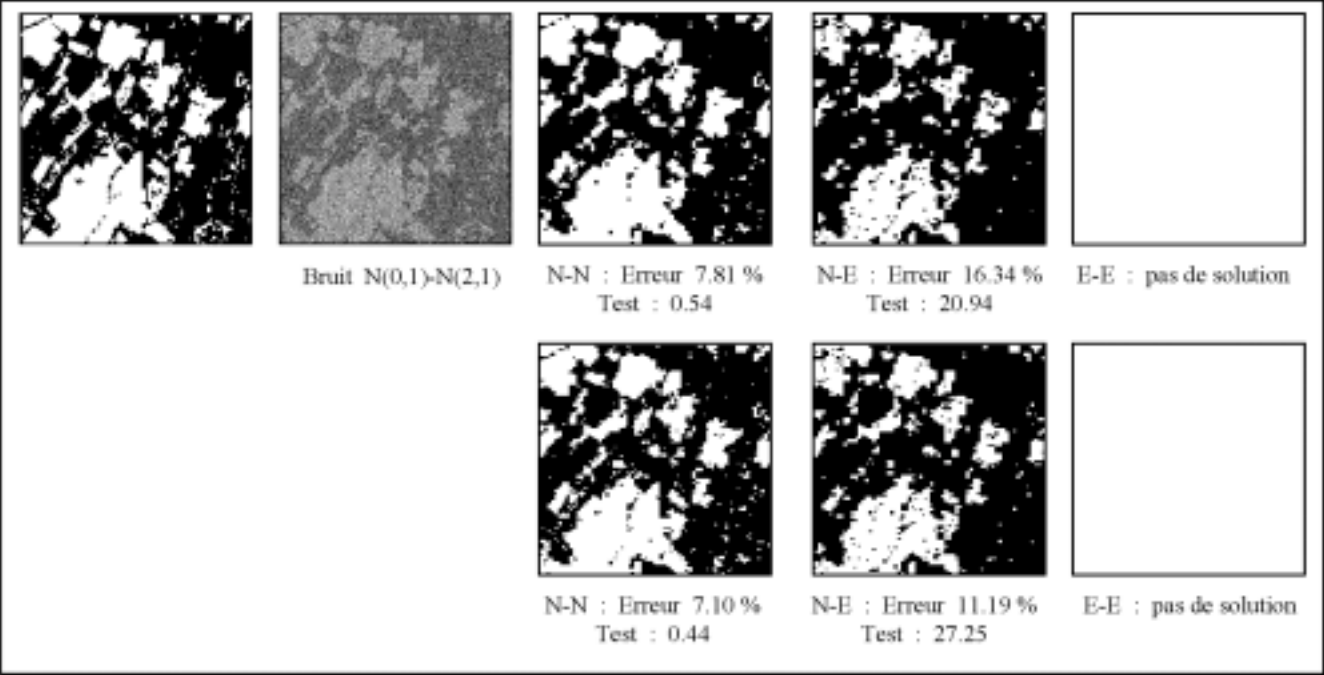 Bruit N(0,1)-N(2,1)
N-N : Erreur 7.81 %
Test : 0.54
N-E : Erreur 16.34 %
Test : 20.94
E-E : pas de solution
N-N : Erreur 7.10 %
Test : 0.44
N-E : Erreur 11.19 %
Test : 27.25
E-E : pas de solution